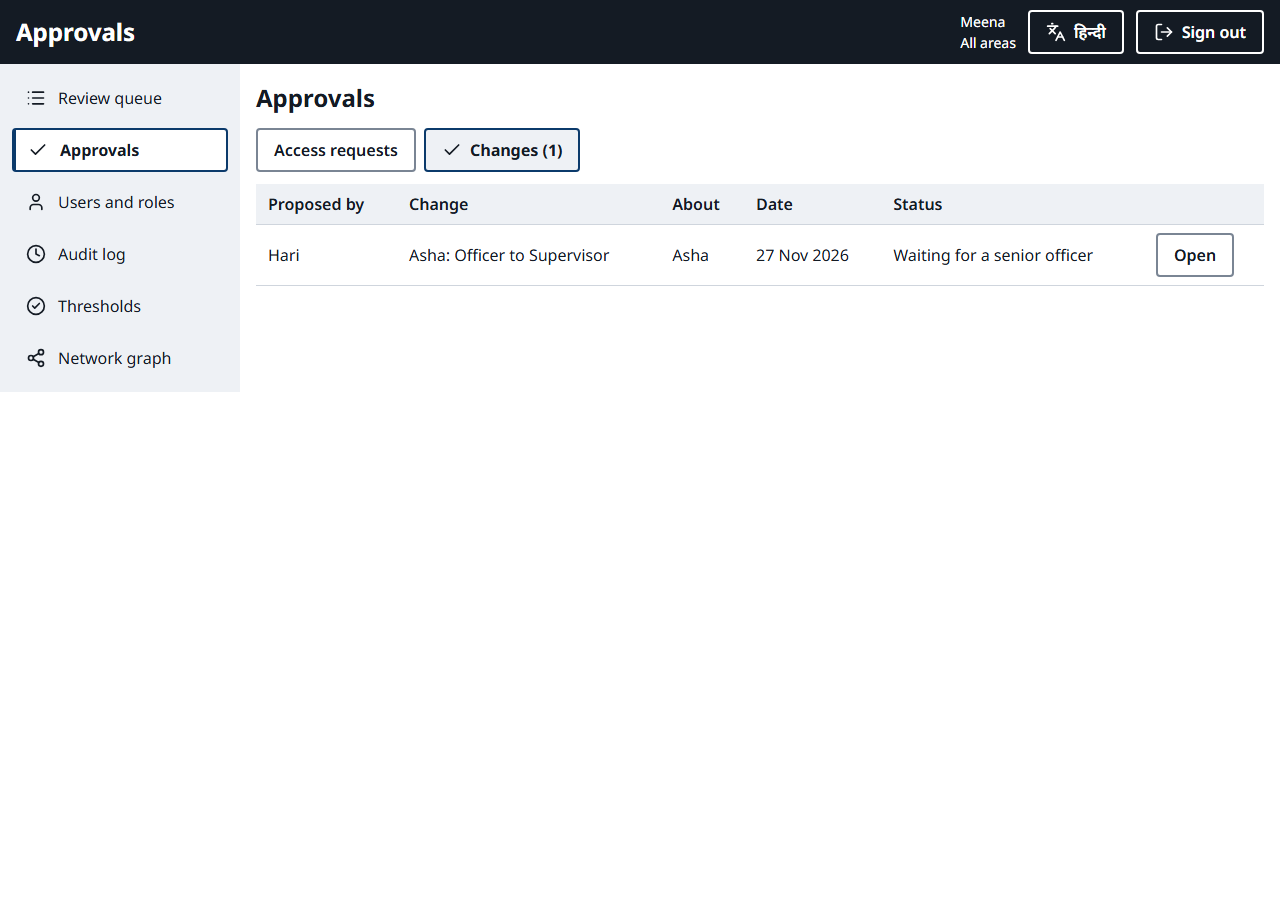 Approvals
Meena
All areas
हिन्दी
Sign out
Review queue
Approvals
Users and roles
Audit log
Thresholds
Network graph
Approvals
Access requests
Changes (1)
Proposed by Change About Date Status
Hari Asha: Officer to Supervisor Asha 27 Nov 2026 Waiting for a senior officer Open